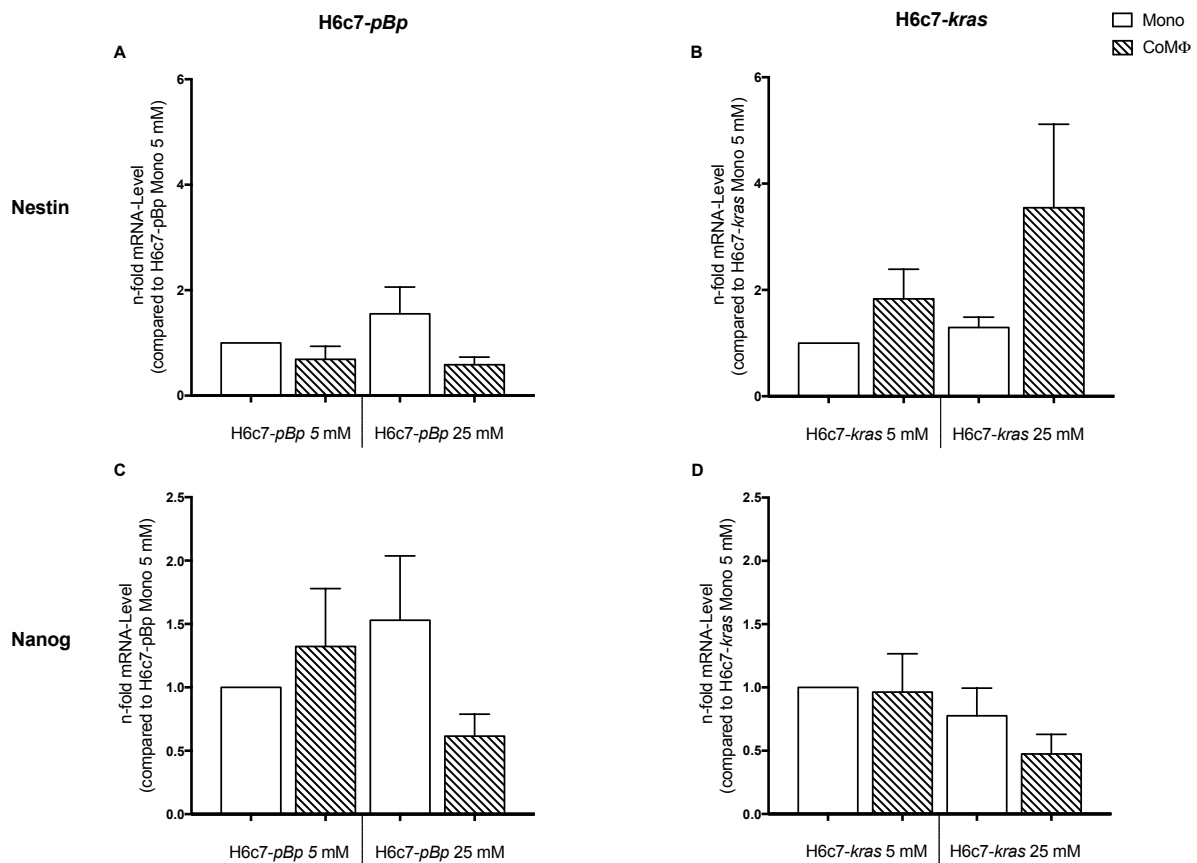 H6c7-pBp
H6c7-kras
Mono
CoMΦ
A
n-fold mRNA-Level
(compared to H6c7-pBp Mono 5 mM)
6
4
2
0
H6c7-pBp 5 mM
H6c7-pBp 25 mM
B
n-fold mRNA-Level
(compared to H6c7-kras Mono 5 mM)
6
4
2
0
H6c7-kras 5 mM
H6c7-kras 25 mM
Nestin
C
n-fold mRNA-Level
(compared to H6c7-pBp Mono 5 mM)
2.5
2.0
1.5
1.0
0.5
0.0
H6c7-pBp 5 mM
H6c7-pBp 25 mM
D
n-fold mRNA-Level
(compared to H6c7-kras Mono 5 mM)
2.5
2.0
1.5
1.0
0.5
0.0
H6c7-kras 5 mM
H6c7-kras 25 mM
Nanog